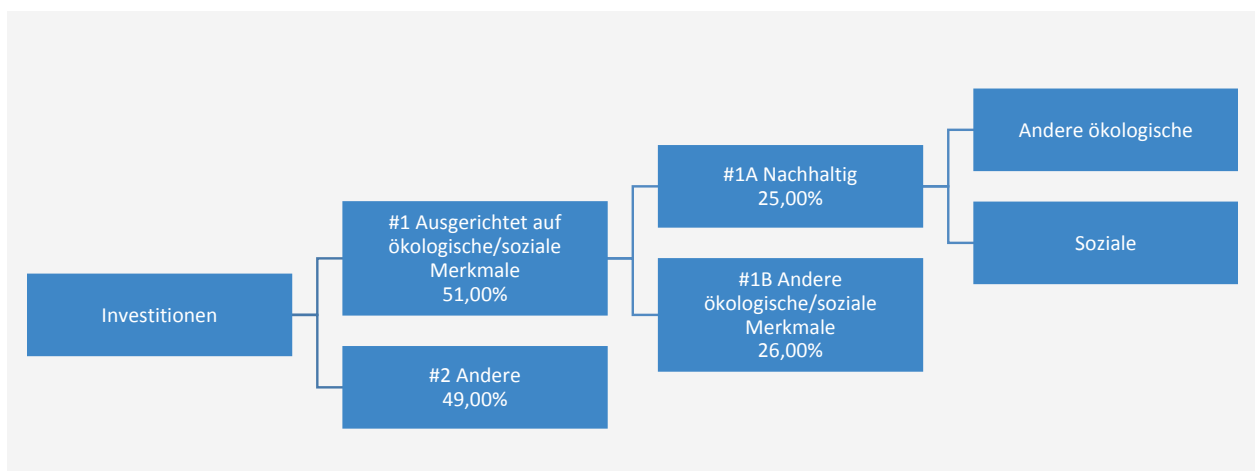 Investitionen
#1 Ausgerichtet auf
ökologische/soziale
Merkmale
51,00%
#2 Andere
49,00%
#1A Nachhaltig
25,00%
#1B Andere
ökologische/soziale
Merkmale
26,00%
Andere ökologische
Soziale